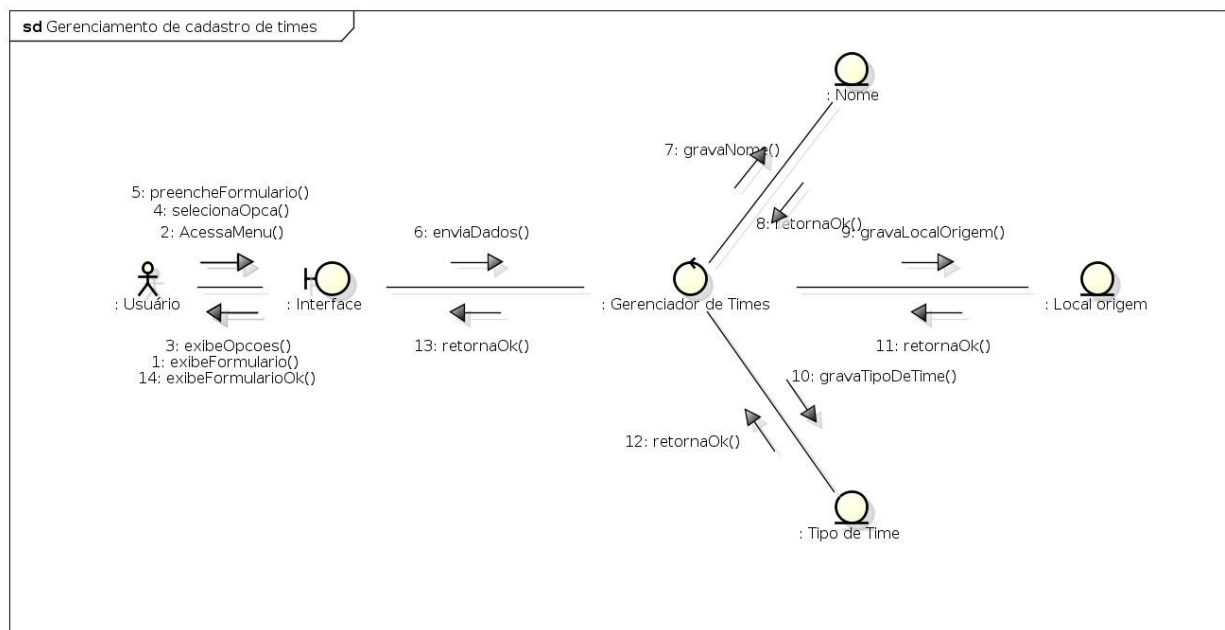 sd Gerenciamento de cadastro de times
: Nome
7: gravaNome()
8: retornaOk()
5: preencheFormulario()
4: selecionaOpca()
2: AcessaMenu()
6: enviaDados()
9: gravaLocalOrigem()
: Usuário
: Interface
: Gerenciador de Times
: Local origem
3: exibeOpcoes()
1: exibeFormulario()
14: exibeFormularioOk()
13: retornaOk()
11: retornaOk()
10: gravaTipoDeTime()
12: retornaOk()
: Tipo de Time